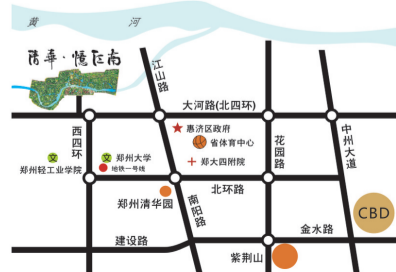 黄 河
清華·憶江南
江山路
大河路(北四环)
西四环
惠济区政府
省体育中心
花园路
中州大道
郑州大学
地铁一号线
郑大四附院
郑州轻工业学院
北环路
郑州清华园
南阳路
CBD
建设路
金水路
紫荆山